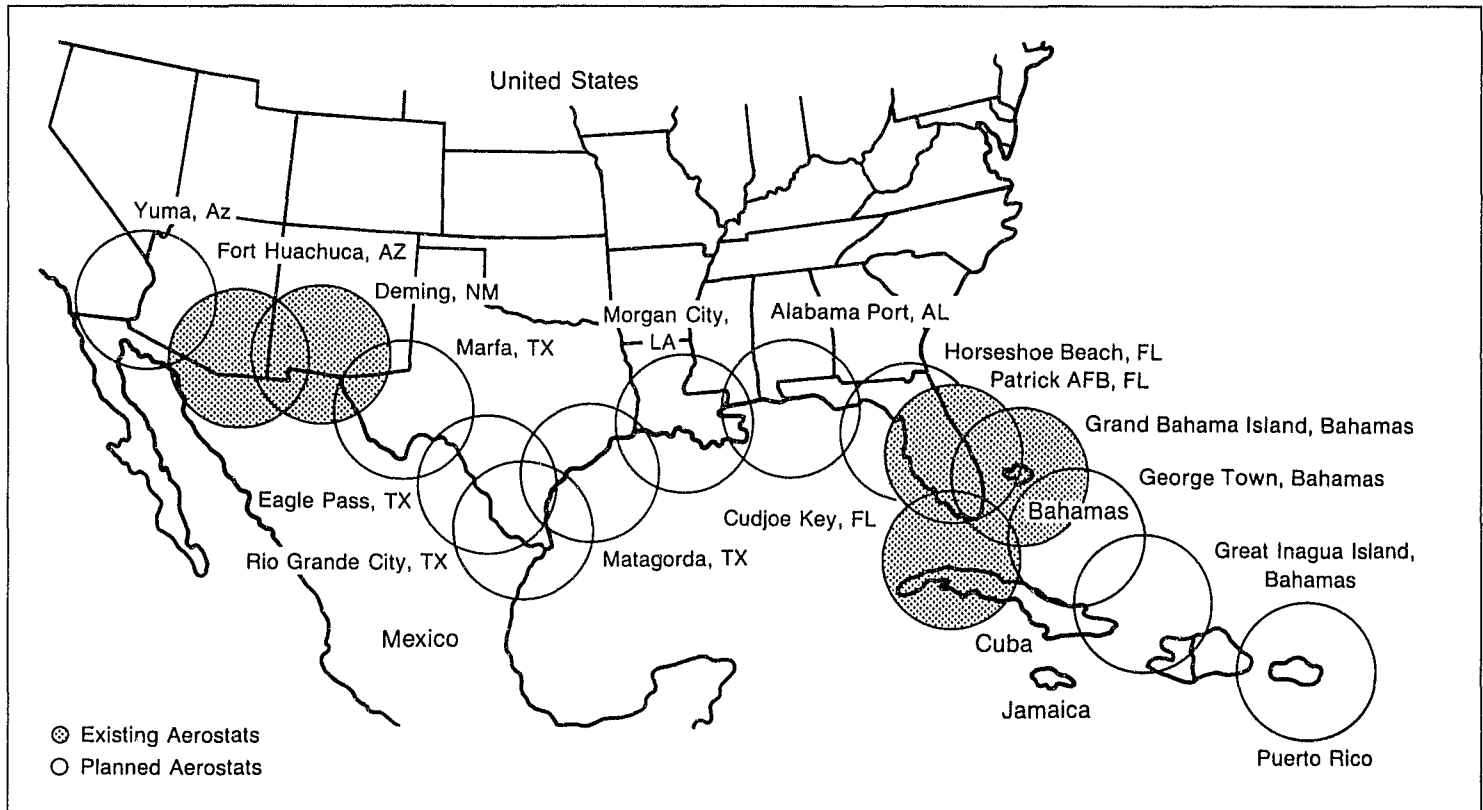 United States
Yuma, Az
Fort Huachuca, AZ
Deming, NM
Marfa, TX
Morgan City,
LA
Alabama Port, AL
Horseshoe Beach, FL
Patrick AFB, FL
Grand Bahama Island, Bahamas
George Town, Bahamas
Eagle Pass, TX
Cudjoe Key, FL
Bahamas
Rio Grande City, TX
Matagorda, TX
Great Inagua Island,
Bahamas
Mexico
Cuba
Jamaica
Puerto Rico
Existing Aerostats
Planned Aerostats